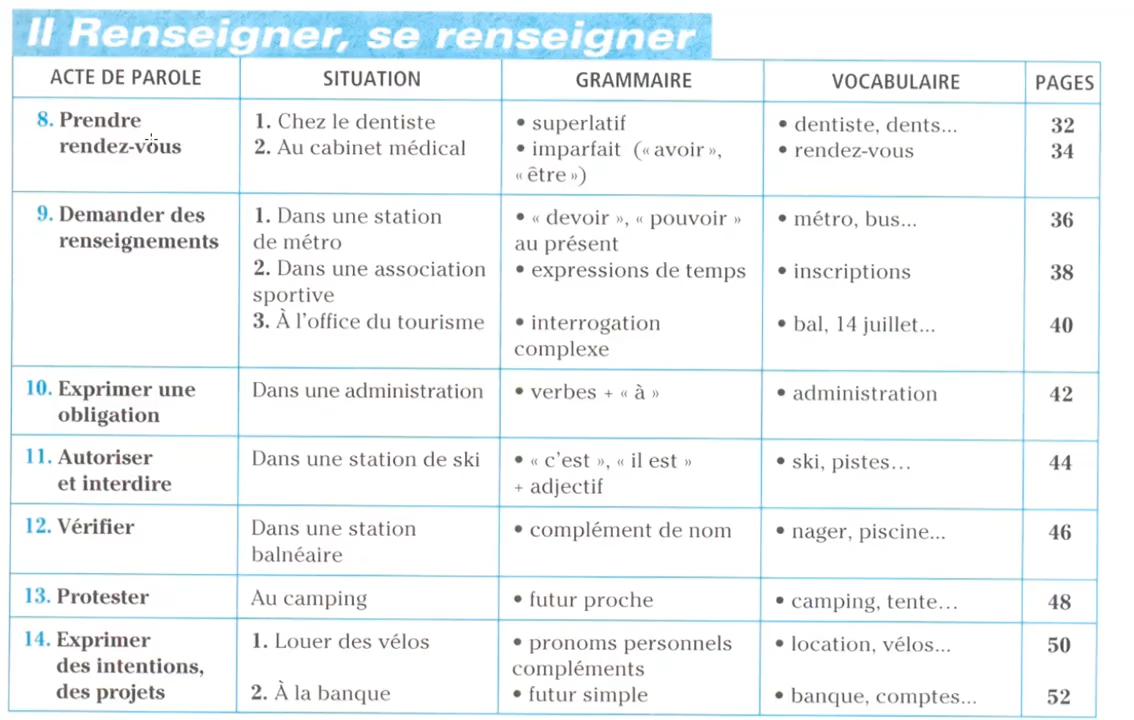 II Renseigner, se renseigner
ACTE DE PAROLE SITUATION GRAMMAIRE VOCABULAIRE PAGES
8. Prendre 1. Chez le dentiste • superlatif • dentiste, dents... 32
rendez-vous 2. Au cabinet médical • imparfait (« avoir », • rendez-vous 34
« être »)
9. Demander des 1. Dans une station • « devoir », « pouvoir » • métro, bus... 36
renseignements de métro au présent
2. Dans une association • expressions de temps • inscriptions 38
sportive
3. À l'office du tourisme • interrogation • bal, 14 juillet... 40
complexe
10. Exprimer une Dans une administration • verbes + « à » • administration 42
obligation
11. Autoriser Dans une station de ski • « c'est », « il est » • ski, pistes... 44
et interdire + adjectif
12. Vérifier Dans une station • complément de nom • nager, piscine... 46
balnéaire
13. Protester Au camping • futur proche • camping, tente... 48
14. Exprimer 1. Louer des vélos • pronoms personnels • location, vélos... 50
des intentions, compléments
des projets 2. À la banque • futur simple • banque, comptes... 52